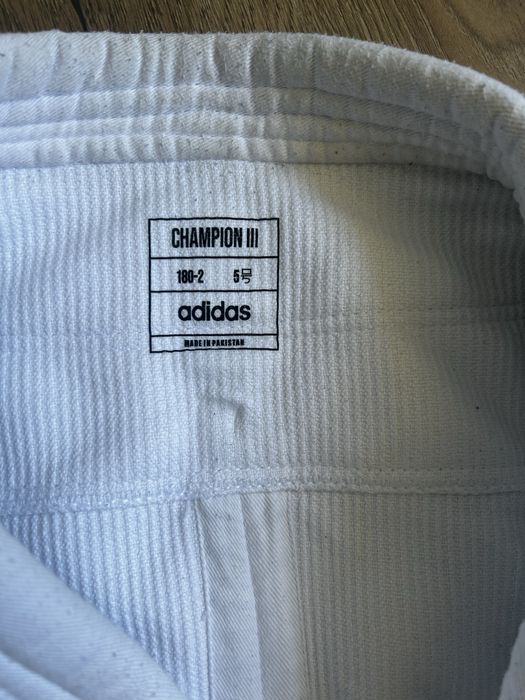 CHAMPION III
180-2 5号
adidas
MADE IN PAKISTAN